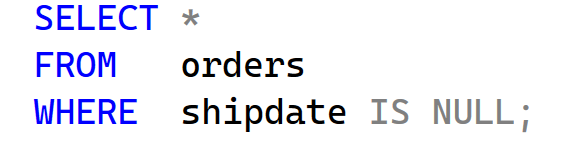 SELECT *
FROM   orders
WHERE  shipdate IS NULL;